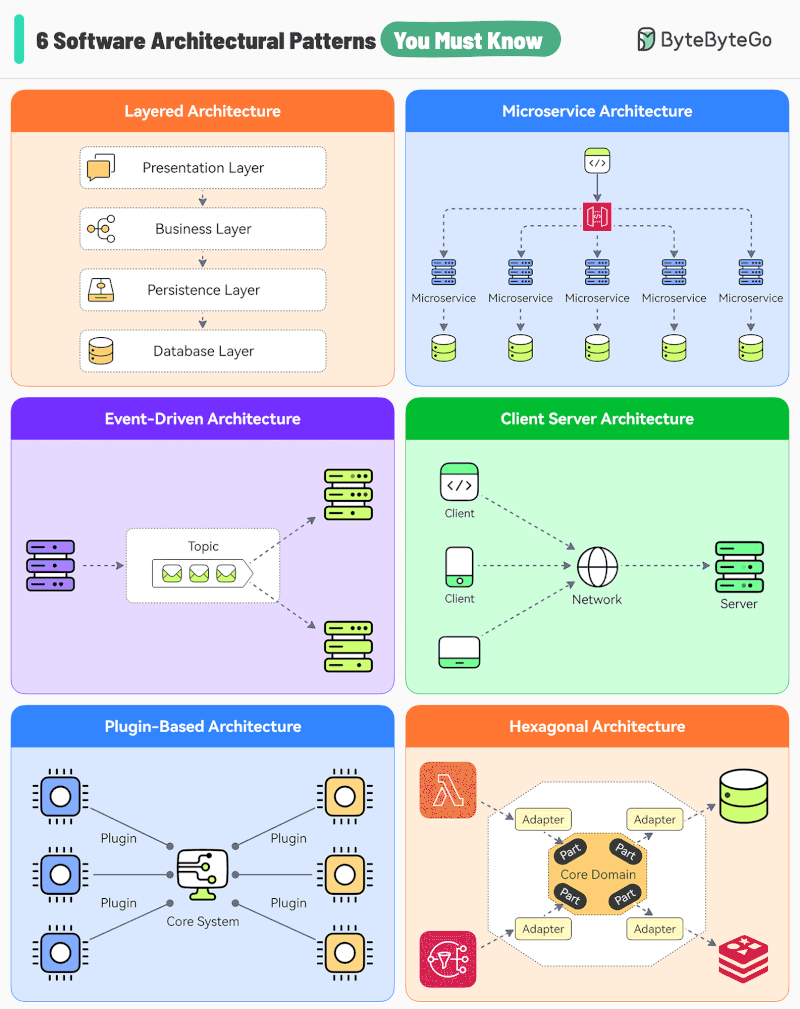 6 Software Architectural Patterns You Must Know
ByteByteGo
Layered Architecture
Presentation Layer
Business Layer
Persistence Layer
Database Layer
Microservice Architecture
</>
Microservice Microservice Microservice Microservice Microservice
Event-Driven Architecture
Topic
Client Server Architecture
</>
Client
Client
Network
Server
Plugin-Based Architecture
Plugin Plugin
Plugin Plugin
Core System
Hexagonal Architecture
Adapter Adapter
Part Part
Core Domain
Part Part
Adapter Adapter